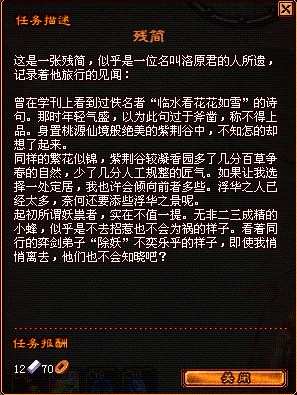 任务描述
残简
这是一张残简，似乎是一位名叫洛原君的人所遗，
记录着他旅行的见闻：
曾在学刊上看到过佚名者“临水看花花如雪”的诗
句。那时年轻气盛，以为此句过于斧凿，称不得上
品。身置桃源仙境般绝美的紫荆谷中，不知怎的却
想了起来。
同样的繁花似锦，紫荆谷较凝香园多了几分百草争
春的自然，少了几分人工规整的匠气。如果让我选
择一处定居，我也许会倾向前者多些。浮华之人已
经太多，奈何还要添些浮华之景呢。
起初所谓妖祟者，实在不值一提。无非二三成精的
小蜂，似乎是不去招惹也不会为祸的样子。看着同
行的弈剑弟子“除妖”不亦乐乎的样子，即使我悄
悄离去，他们也不会知晓吧？
任务报酬
12 70
关闭